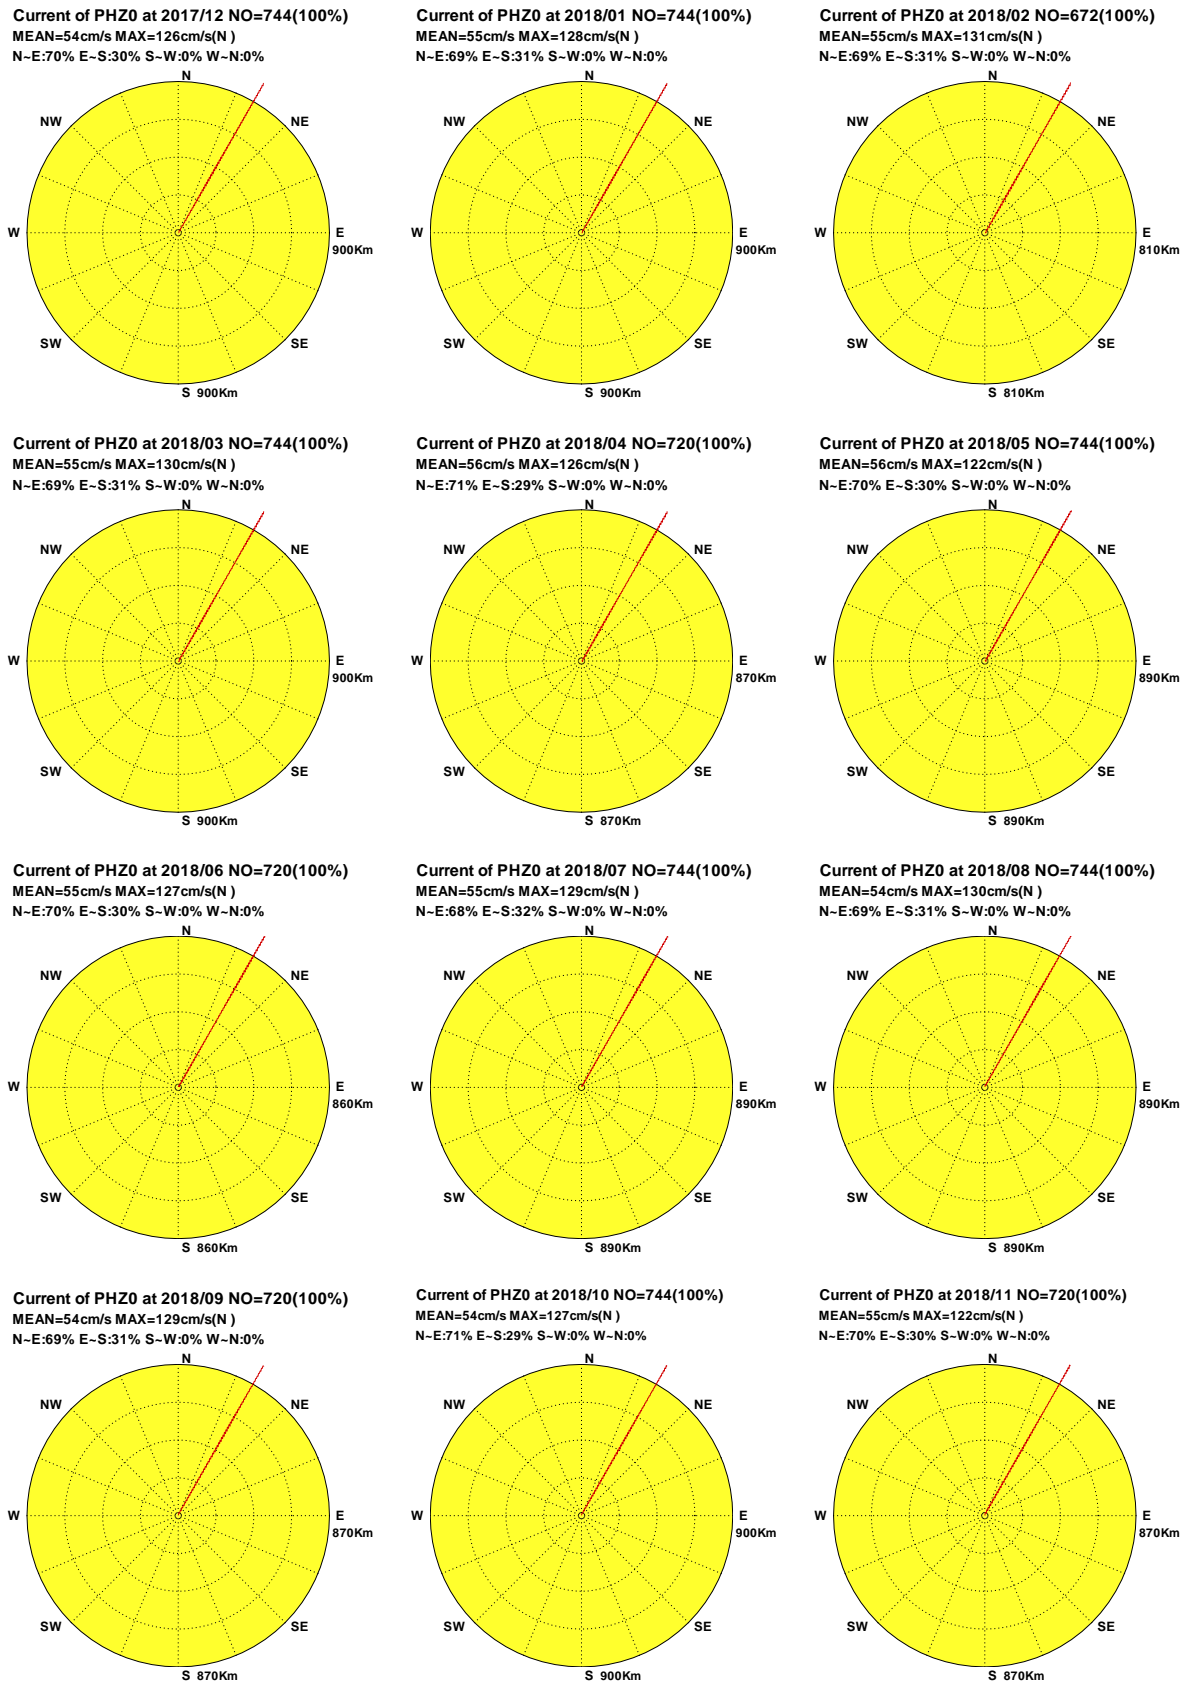 Current of PHZ0 at 2017/12 NO=744(100%)
MEAN=54cm/s MAX=126cm/s(N )
N~E:70% E~S:30% S~W:0% W~N:0%
N
NW
NE
W
E
900Km
SW
SE
S 900Km
Current of PHZ0 at 2018/01 NO=744(100%)
MEAN=55cm/s MAX=128cm/s(N )
N~E:69% E~S:31% S~W:0% W~N:0%
N
NW
NE
W
E
900Km
SW
SE
S 900Km
Current of PHZ0 at 2018/02 NO=672(100%)
MEAN=55cm/s MAX=131cm/s(N )
N~E:69% E~S:31% S~W:0% W~N:0%
N
NW
NE
W
E
810Km
SW
SE
S 810Km
Current of PHZ0 at 2018/03 NO=744(100%)
MEAN=55cm/s MAX=130cm/s(N )
N~E:69% E~S:31% S~W:0% W~N:0%
N
NW
NE
W
E
900Km
SW
SE
S 900Km
Current of PHZ0 at 2018/04 NO=720(100%)
MEAN=56cm/s MAX=126cm/s(N )
N~E:71% E~S:29% S~W:0% W~N:0%
N
NW
NE
W
E
870Km
SW
SE
S 870Km
Current of PHZ0 at 2018/05 NO=744(100%)
MEAN=56cm/s MAX=122cm/s(N )
N~E:70% E~S:30% S~W:0% W~N:0%
N
NW
NE
W
E
890Km
SW
SE
S 890Km
Current of PHZ0 at 2018/06 NO=720(100%)
MEAN=55cm/s MAX=127cm/s(N )
N~E:70% E~S:30% S~W:0% W~N:0%
N
NW
NE
W
E
860Km
SW
SE
S 860Km
Current of PHZ0 at 2018/07 NO=744(100%)
MEAN=55cm/s MAX=129cm/s(N )
N~E:68% E~S:32% S~W:0% W~N:0%
N
NW
NE
W
E
890Km
SW
SE
S 890Km
Current of PHZ0 at 2018/08 NO=744(100%)
MEAN=54cm/s MAX=130cm/s(N )
N~E:69% E~S:31% S~W:0% W~N:0%
N
NW
NE
W
E
890Km
SW
SE
S 890Km
Current of PHZ0 at 2018/09 NO=720(100%)
MEAN=54cm/s MAX=129cm/s(N )
N~E:69% E~S:31% S~W:0% W~N:0%
N
NW
NE
W
E
870Km
SW
SE
S 870Km
Current of PHZ0 at 2018/10 NO=744(100%)
MEAN=54cm/s MAX=127cm/s(N )
N~E:71% E~S:29% S~W:0% W~N:0%
N
NW
NE
W
E
900Km
SW
SE
S 900Km
Current of PHZ0 at 2018/11 NO=720(100%)
MEAN=55cm/s MAX=122cm/s(N )
N~E:70% E~S:30% S~W:0% W~N:0%
N
NW
NE
W
E
870Km
SW
SE
S 870Km